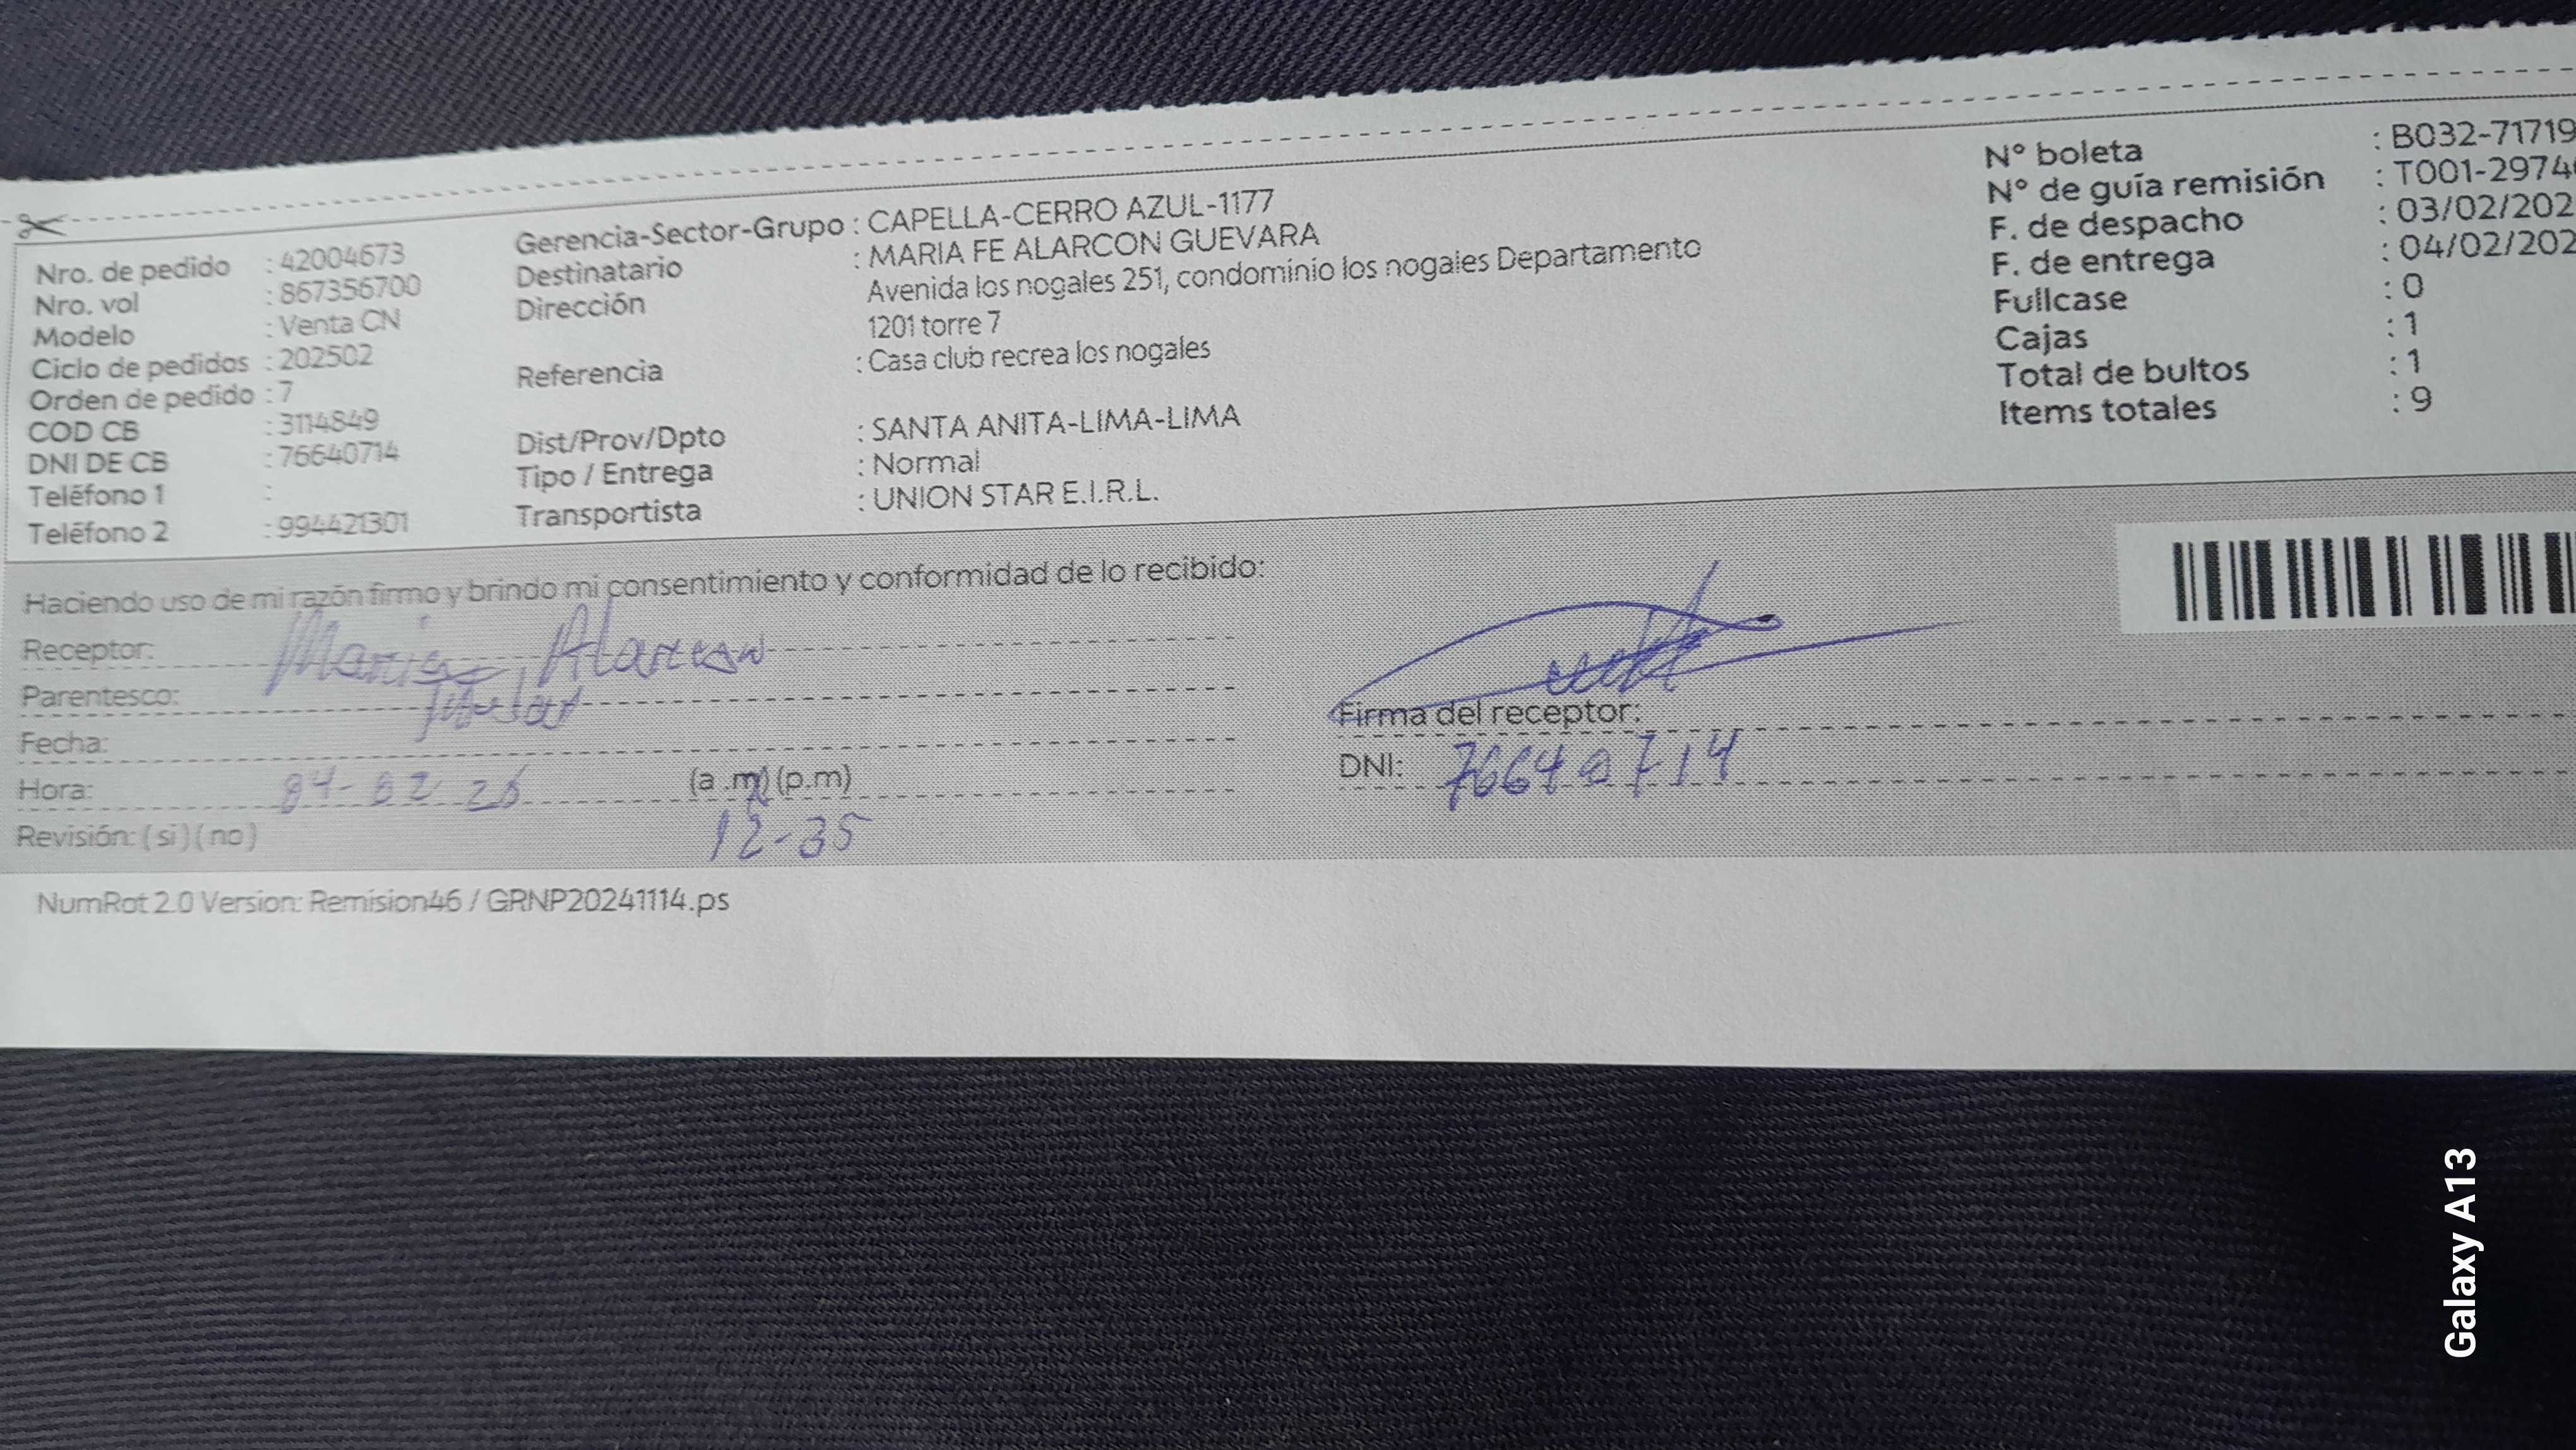 Nro. de pedido : 42004673
Nro. vol : 867356700
Modelo : Venta CN
Ciclo de pedidos : 202502
Orden de pedido : 7
COD CB : 3114849
DNI DE CB : 76640714
Teléfono 1 :
Teléfono 2 : 994421301
Gerencia-Sector-Grupo : CAPELLA-CERRO AZUL-1177
Destinatario : MARIA FE ALARCON GUEVARA
Dirección Avenida los nogales 251, condominio los nogales Departamento
1201 torre 7
Referencia : Casa club recrea los nogales
Dist/Prov/Dpto : SANTA ANITA-LIMA-LIMA
Tipo / Entrega : Normal
Transportista : UNION STAR E.I.R.L.
N° boleta : B032-71719
N° de guía remisión : T001-2974
F. de despacho : 03/02/202
F. de entrega : 04/02/202
Fullcase : 0
Cajas : 1
Total de bultos : 1
Items totales : 9
Haciendo uso de mi razón firmo y brindo mi consentimiento y conformidad de lo recibido:
Receptor: Maria Alarcon
Parentesco: Titular
Fecha:
Hora: 04-02 (a.m) (p.m)
12-35
Revisión: (si) (no)
Firma del receptor:
DNI: 76640714
NumRot 2.0 Version: Remision46 / GRNP20241114.ps
Galaxy A13